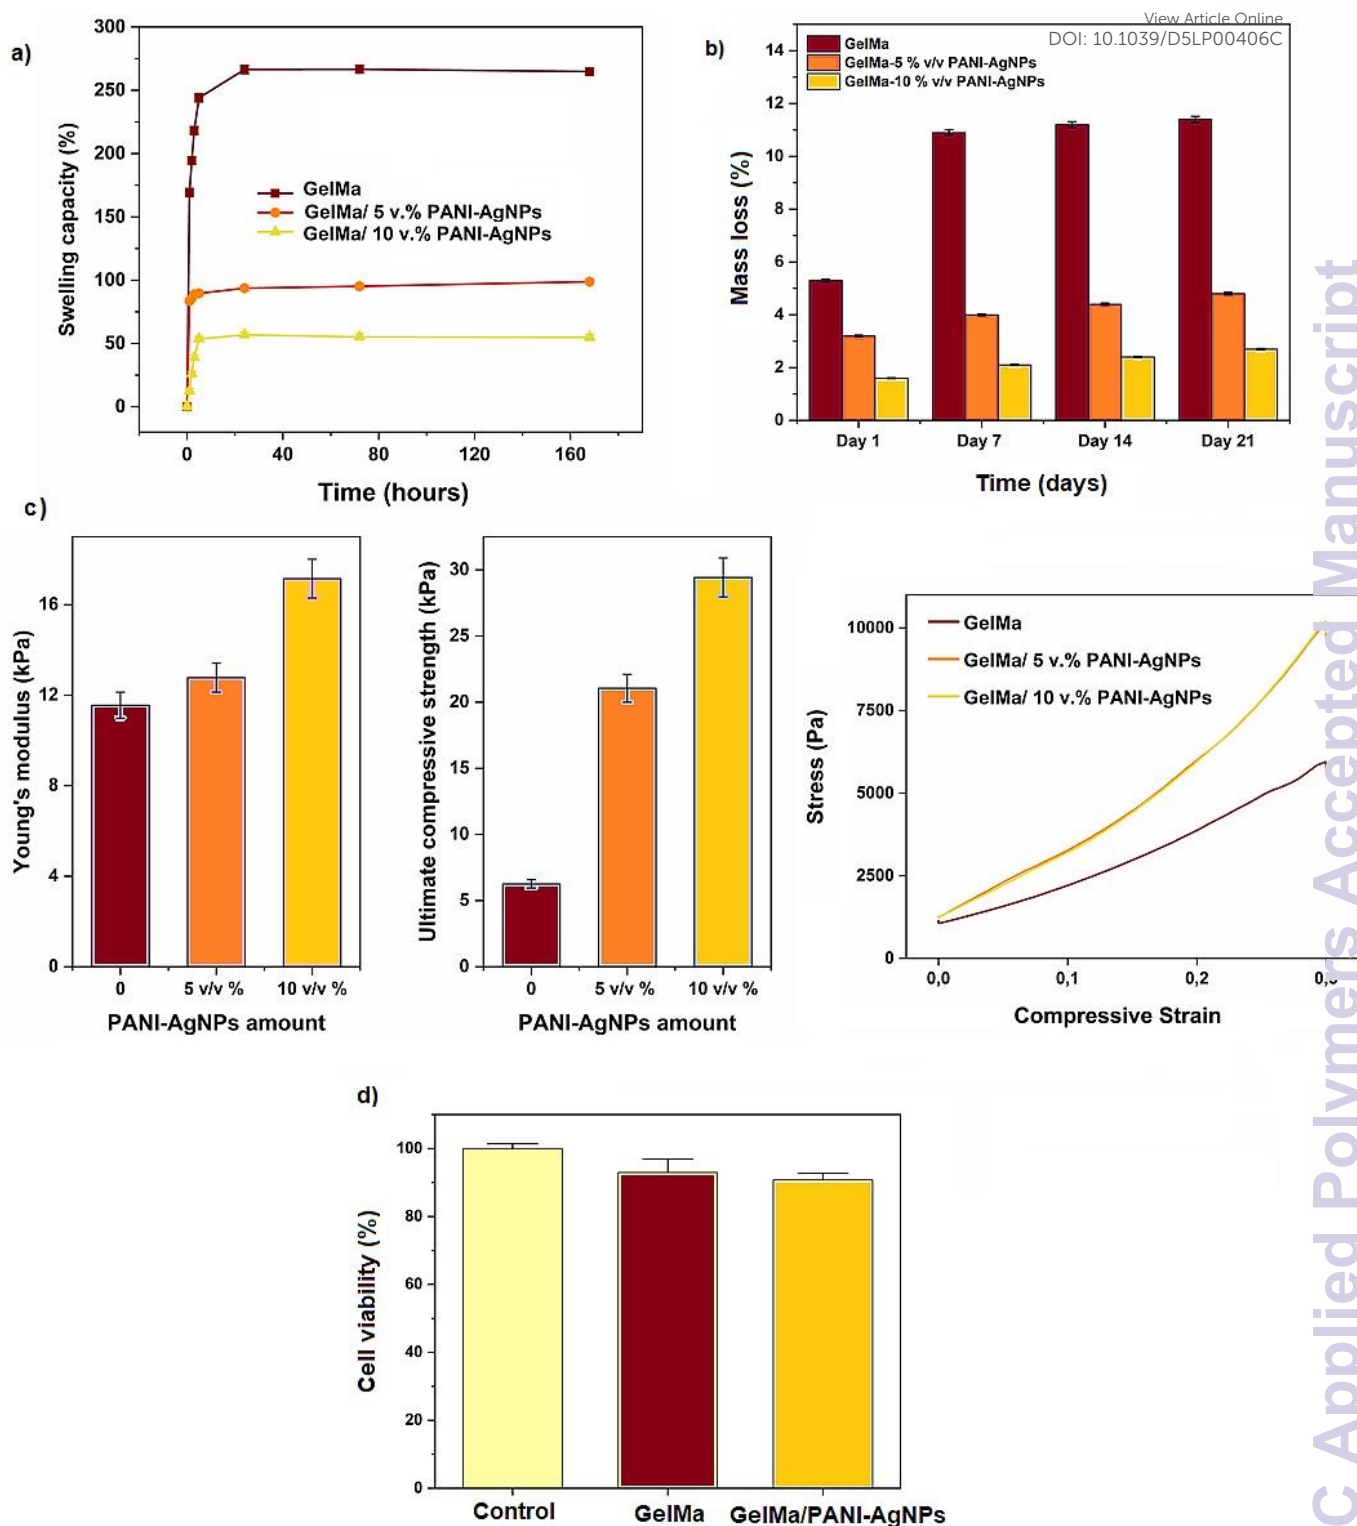 View Article Online
DOI: 10.1039/D5LP00406C
a)
300
250
200
150
100
50
0
Swelling capacity (%)
GelMa
GelMa/ 5 v.% PANI-AgNPs
GelMa/ 10 v.% PANI-AgNPs
0 40 80 120 160
Time (hours)
b)
14
12
10
8
6
4
2
0
Mass loss (%)
GelMa
GelMa-5 % v/v PANI-AgNPs
GelMa-10 % v/v PANI-AgNPs
Day 1 Day 7 Day 14 Day 21
Time (days)
c)
16
12
8
4
0
Young's modulus (kPa)
0 5 v/v % 10 v/v %
PANI-AgNPs amount
30
25
20
15
10
5
0
Ultimate compressive strength (kPa)
0 5 v/v % 10 v/v %
PANI-AgNPs amount
10000
7500
5000
2500
0
Stress (Pa)
GelMa
GelMa/ 5 v.% PANI-AgNPs
GelMa/ 10 v.% PANI-AgNPs
0,0 0,1 0,2
Compressive Strain
d)
100
80
60
40
20
0
Cell viability (%)
Control GelMa GelMa/PANI-AgNPs
C Applied Polymers Accepted Manuscript